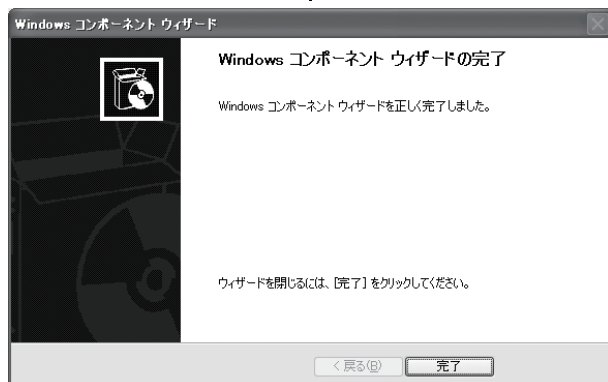 Windows コンポーネント ウィザード
Windows コンポーネント ウィザードの完了
Windows コンポーネント ウィザードを正しく完了しました。
ウィザードを閉じるには、[完了] をクリックしてください。
< 戻る(B)
完了